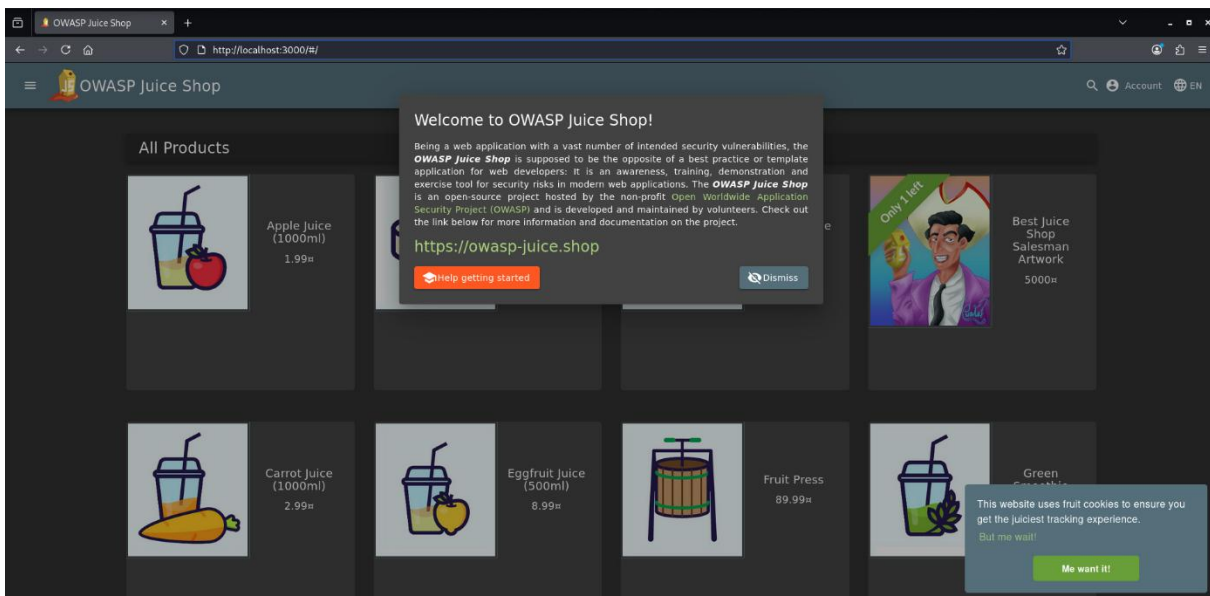 OWASP Juice Shop
http://localhost:3000/#/
OWASP Juice Shop
Account
EN
All Products
Welcome to OWASP Juice Shop!
Being a web application with a vast number of intended security vulnerabilities, the
OWASP Juice Shop is supposed to be the opposite of a best practice or template
application for web developers: It is an awareness, training, demonstration and
exercise tool for security risks in modern web applications. The OWASP Juice Shop
is an open-source project hosted by the non-profit Open Worldwide Application
Security Project (OWASP) and is developed and maintained by volunteers. Check out
the link below for more information and documentation on the project.
https://owasp-juice.shop
Help getting started
Dismiss
Apple Juice
(1000ml)
1.99¤
Only 1 left
Best Juice
Shop
Salesman
Artwork
5000¤
Carrot Juice
(1000ml)
2.99¤
Eggfruit Juice
(500ml)
8.99¤
Fruit Press
89.99¤
Green
Smoothie
This website uses fruit cookies to ensure you
get the juiciest tracking experience.
But me wait!
Me want it!